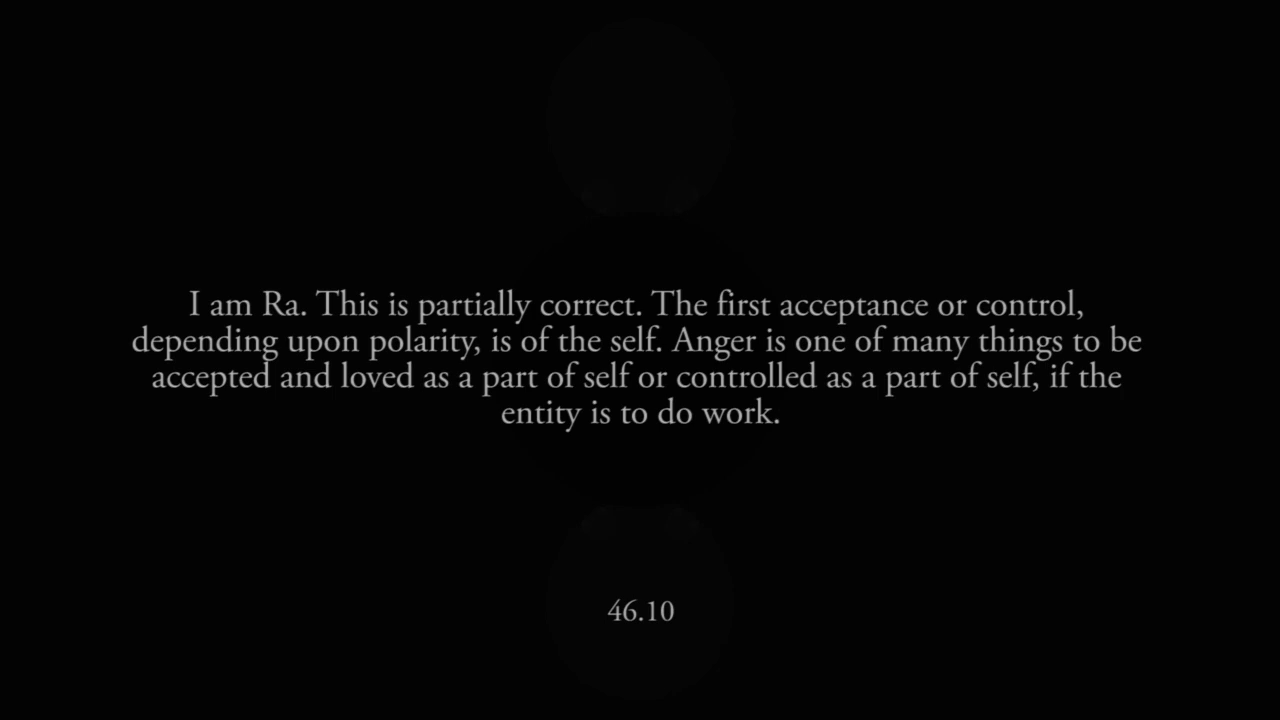 I am Ra. This is partially correct. The first acceptance or control,
depending upon polarity, is of the self. Anger is one of many things to be
accepted and loved as a part of self or controlled as a part of self, if the
entity is to do work.
46.10